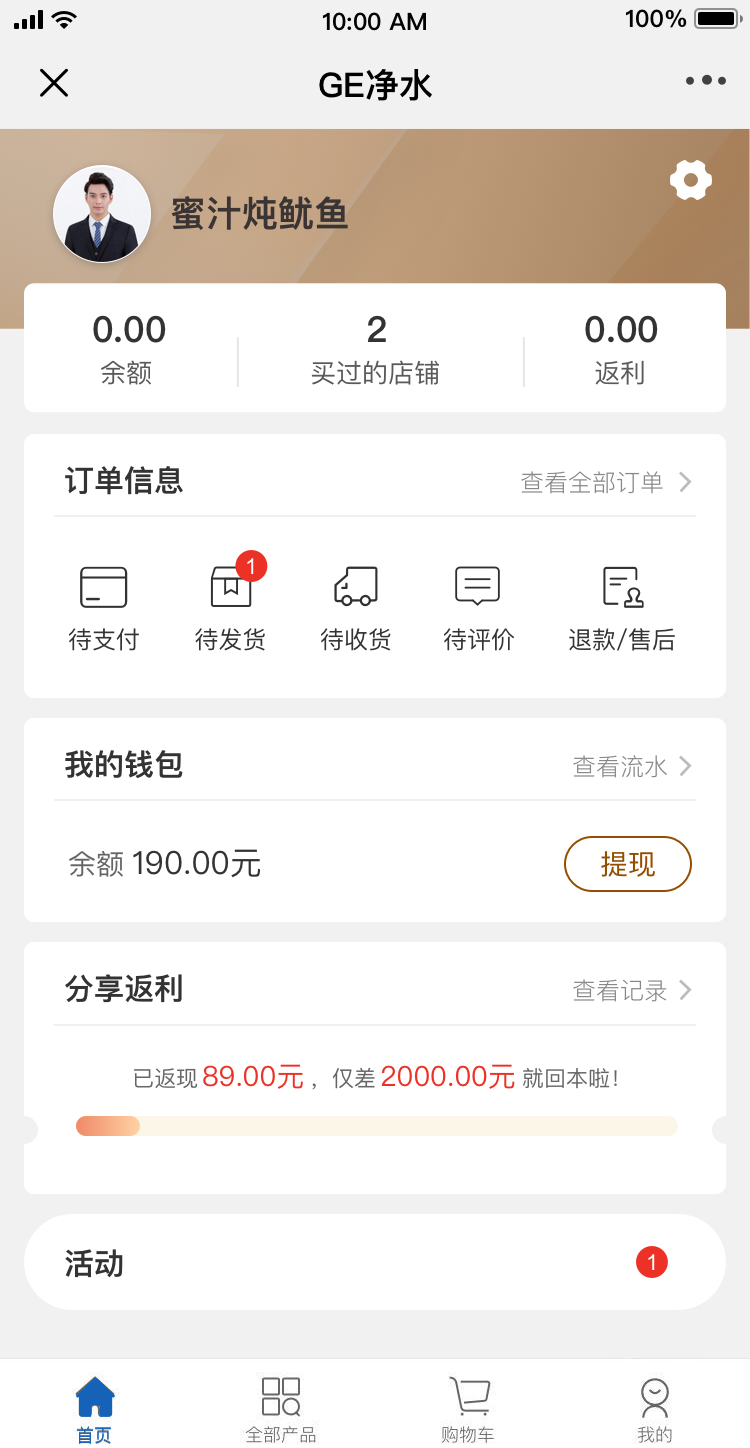 10:00 AM 100%
GE净水
蜜汁炖鱿鱼
0.00 2 0.00
余额 买过的店铺 返利
订单信息 查看全部订单
1
待支付 待发货 待收货 待评价 退款/售后
我的钱包 查看流水
余额 190.00元 提现
分享返利 查看记录
已返现 89.00元 ，仅差 2000.00元 就回本啦！
活动 1
首页 全部产品 购物车 我的